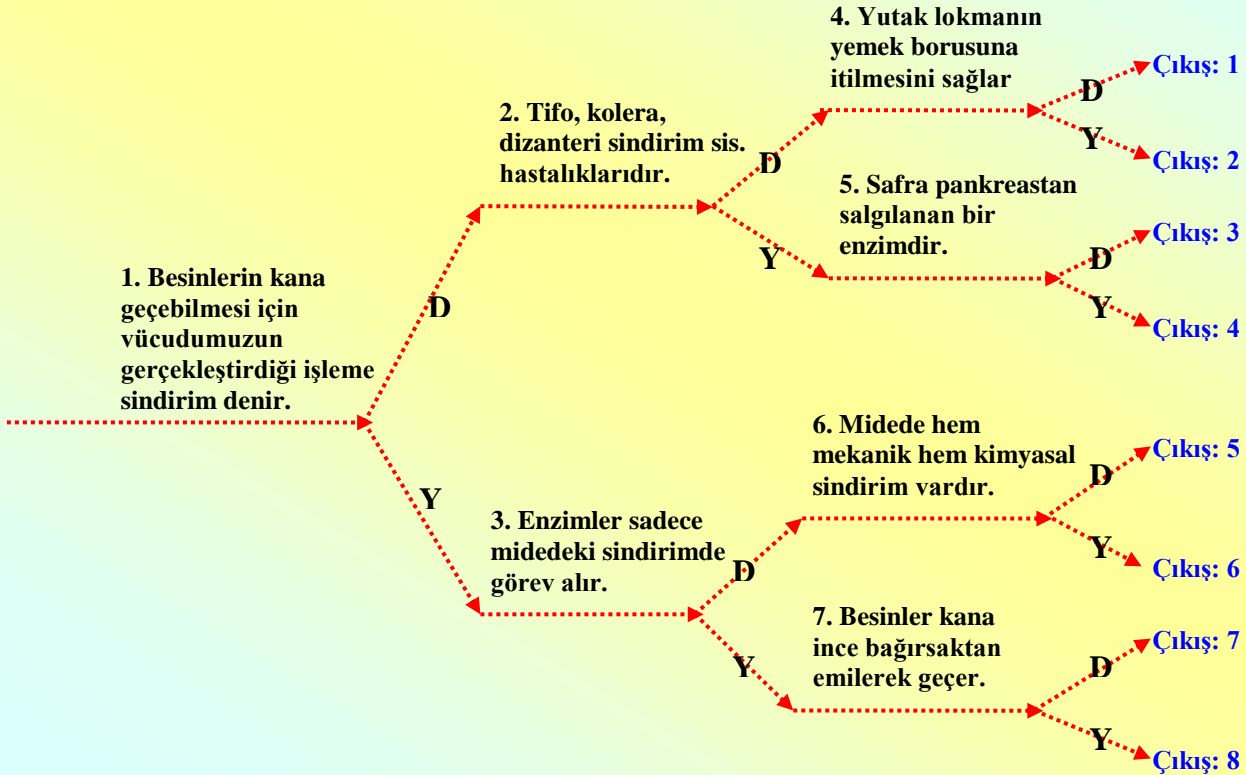 1. Besinlerin kana
geçebilmesi için
vücudumuzun
gerçekleştirdiği işleme
sindirim denir.
D
Y
2. Tifo, kolera,
dizanteri sindirim sis.
hastalıklarıdır.
D
Y
3. Enzimler sadece
midedeki sindirimde
görev alır.
D
Y
4. Yutak lokmanın
yemek borusuna
itilmesini sağlar
D
Y
Çıkış: 1
Çıkış: 2
5. Safra pankreastan
salgılanan bir
enzimdir.
D
Y
Çıkış: 3
Çıkış: 4
6. Midede hem
mekanik hem kimyasal
sindirim vardır.
D
Y
Çıkış: 5
Çıkış: 6
7. Besinler kana
ince bağırsaktan
emilerek geçer.
D
Y
Çıkış: 7
Çıkış: 8